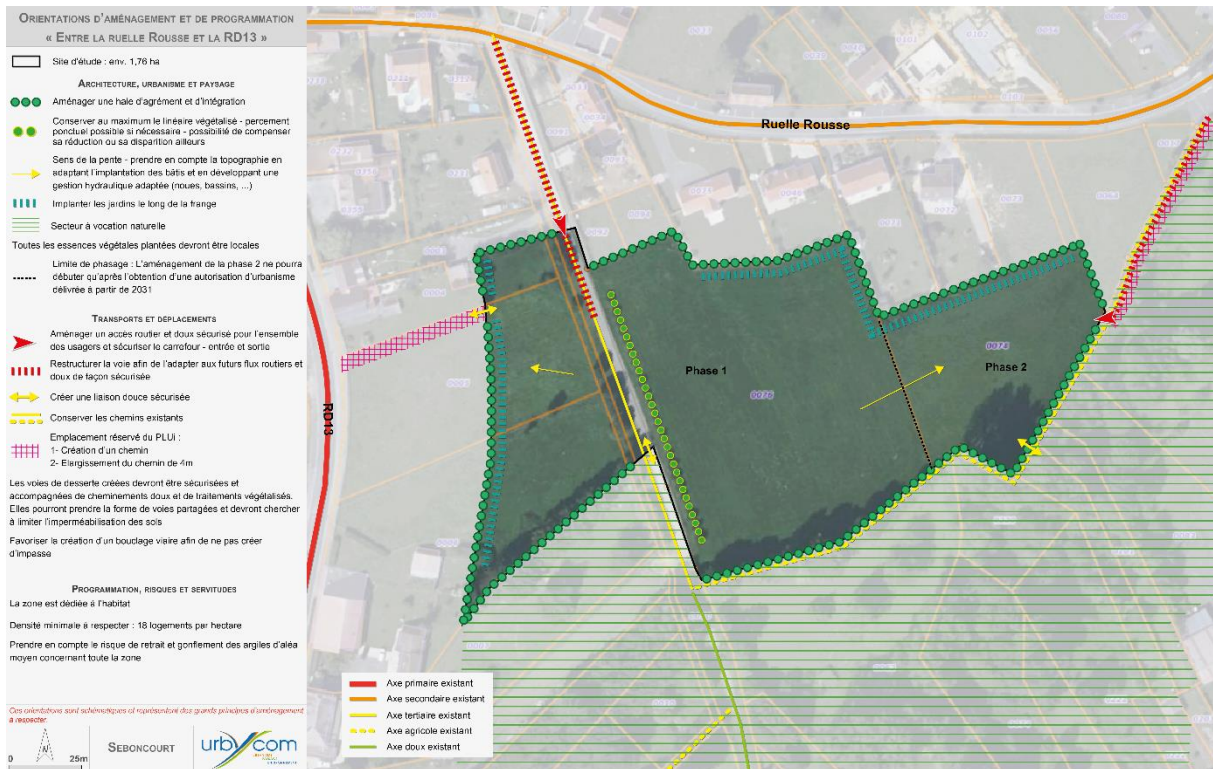 ORIENTATIONS D'AMÉNAGEMENT ET DE PROGRAMMATION
« ENTRE LA RUELLE ROUSSE ET LA RD13 »
Site d'étude : env. 1,76 ha
ARCHITECTURE, URBANISME ET PAYSAGE
Aménager une haie d'agrément et d'intégration
Conserver au maximum le linéaire végétalisé - percement
ponctuel possible si nécessaire - possibilité de compenser
sa réduction ou sa disparition ailleurs
Sens de la pente - prendre en compte la topographie en
adaptant l'implantation des bâtis et en développant une
gestion hydraulique adaptée (noues, bassins, ...)
Implanter les jardins le long de la frange
Secteur à vocation naturelle
Toutes les essences végétales plantées devront être locales
Limite de phasage : L'aménagement de la phase 2 ne pourra
débuter qu'après l'obtention d'une autorisation d'urbanisme
délivrée à partir de 2031
TRANSPORTS ET DÉPLACEMENTS
Aménager un accès routier et doux sécurisé pour l'ensemble
des usagers et sécuriser le carrefour - entrée et sortie
Restructurer la voie afin de l'adapter aux futurs flux routiers et
doux de façon sécurisée
Créer une liaison douce sécurisée
Conserver les chemins existants
Emplacement réservé du PLUi :
1- Création d'un chemin
2- Elargissement du chemin de 4m
Les voies de desserte créées devront être sécurisées et
accompagnées de cheminements doux et de traitements végétalisés.
Elles pourront prendre la forme de voies partagées et devront chercher
à limiter l'imperméabilisation des sols
Favoriser la création d'un bouclage viaire afin de ne pas créer
d'impasse
PROGRAMMATION, RISQUES ET SERVITUDES
La zone est dédiée à l'habitat
Densité minimale à respecter : 18 logements par hectare
Prendre en compte le risque de retrait et gonflement des argiles d'aléa
moyen concernant toute la zone
Ces orientations sont schématiques et représentent des grands principes d'aménagement
à respecter.
N
0 25m
SEBONCOURT
urbycom
Ruelle Rousse
RD13
Phase 1
0076
Phase 2
0074
Axe primaire existant
Axe secondaire existant
Axe tertiaire existant
Axe agricole existant
Axe doux existant